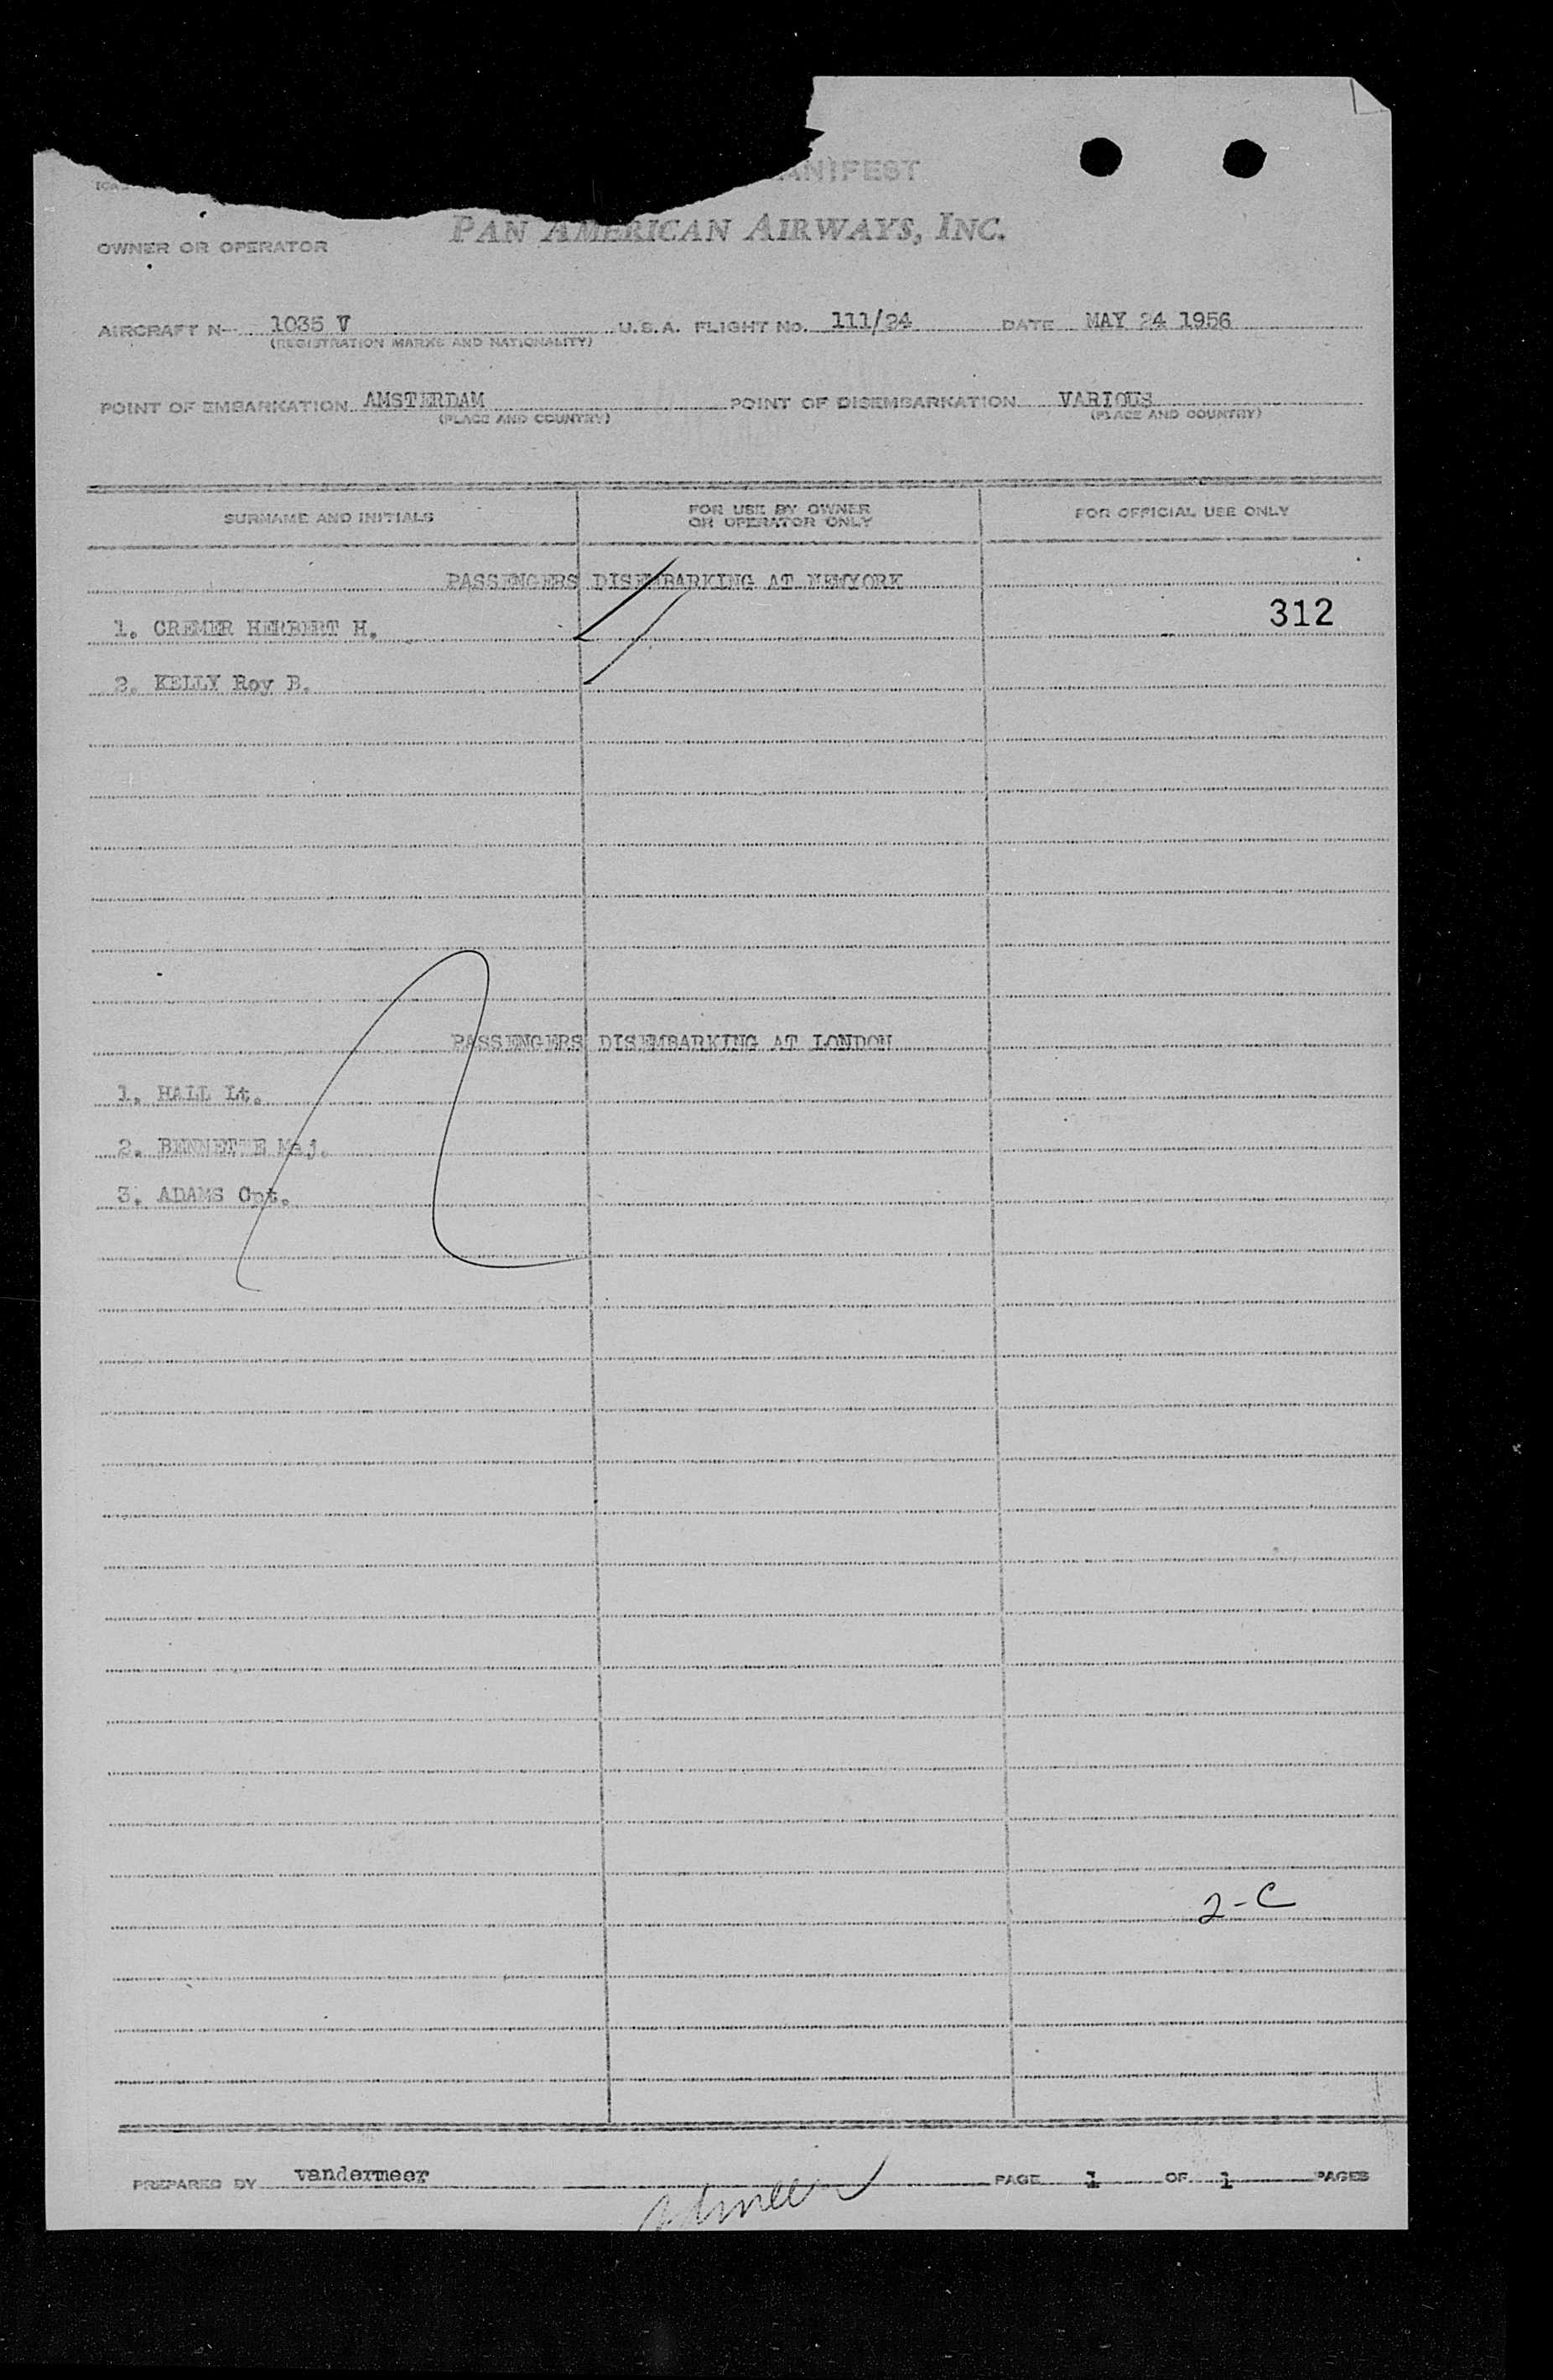 ANIFEST
PAN AMERICAN AIRWAYS, INC.
OWNER OR OPERATOR
AIRCRAFT N— 1035 V U.S.A. FLIGHT NO. 111/24 DATE MAY 24 1956
(REGISTRATION MARKS AND NATIONALITY)
POINT OF EMBARKATION AMSTERDAM POINT OF DISEMBARKATION VARIOUS
(PLACE AND COUNTRY) (PLACE AND COUNTRY)
SURNAME AND INITIALS FOR USE BY OWNER OR OPERATOR ONLY FOR OFFICIAL USE ONLY
PASSENGERS DISEMBARKING AT NEWYORK
312
1. CREMER HERBERT H.
2. KELLY Roy B.
PASSENGERS DISEMBARKING AT LONDON
1. HALL Lt.
2. BENNETTE Maj.
3. ADAMS Cpt.
2-C
PREPARED BY vandermeer PAGE 1 OF 1 PAGES